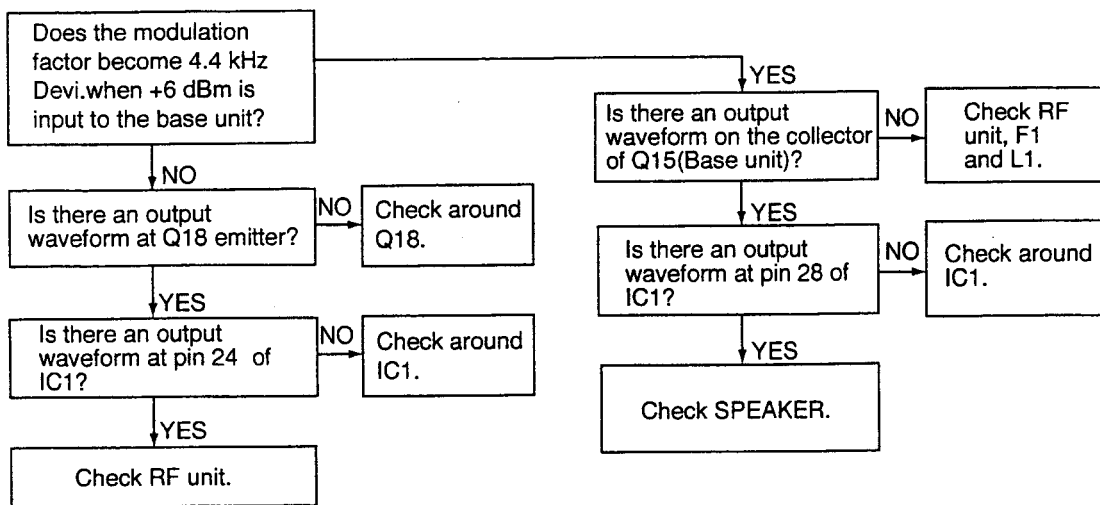 Does the modulation
factor become 4.4 kHz
Devi.when +6 dBm is
input to the base unit?
NO
Is there an output
waveform at Q18 emitter?
NO
Check around
Q18.
YES
Is there an output
waveform at pin 24 of
IC1?
NO
Check around
IC1.
YES
Check RF unit.
YES
Is there an output
waveform on the collector
of Q15(Base unit)?
NO
Check RF
unit, F1
and L1.
YES
Is there an output
waveform at pin 28 of
IC1?
NO
Check around
IC1.
YES
Check SPEAKER.